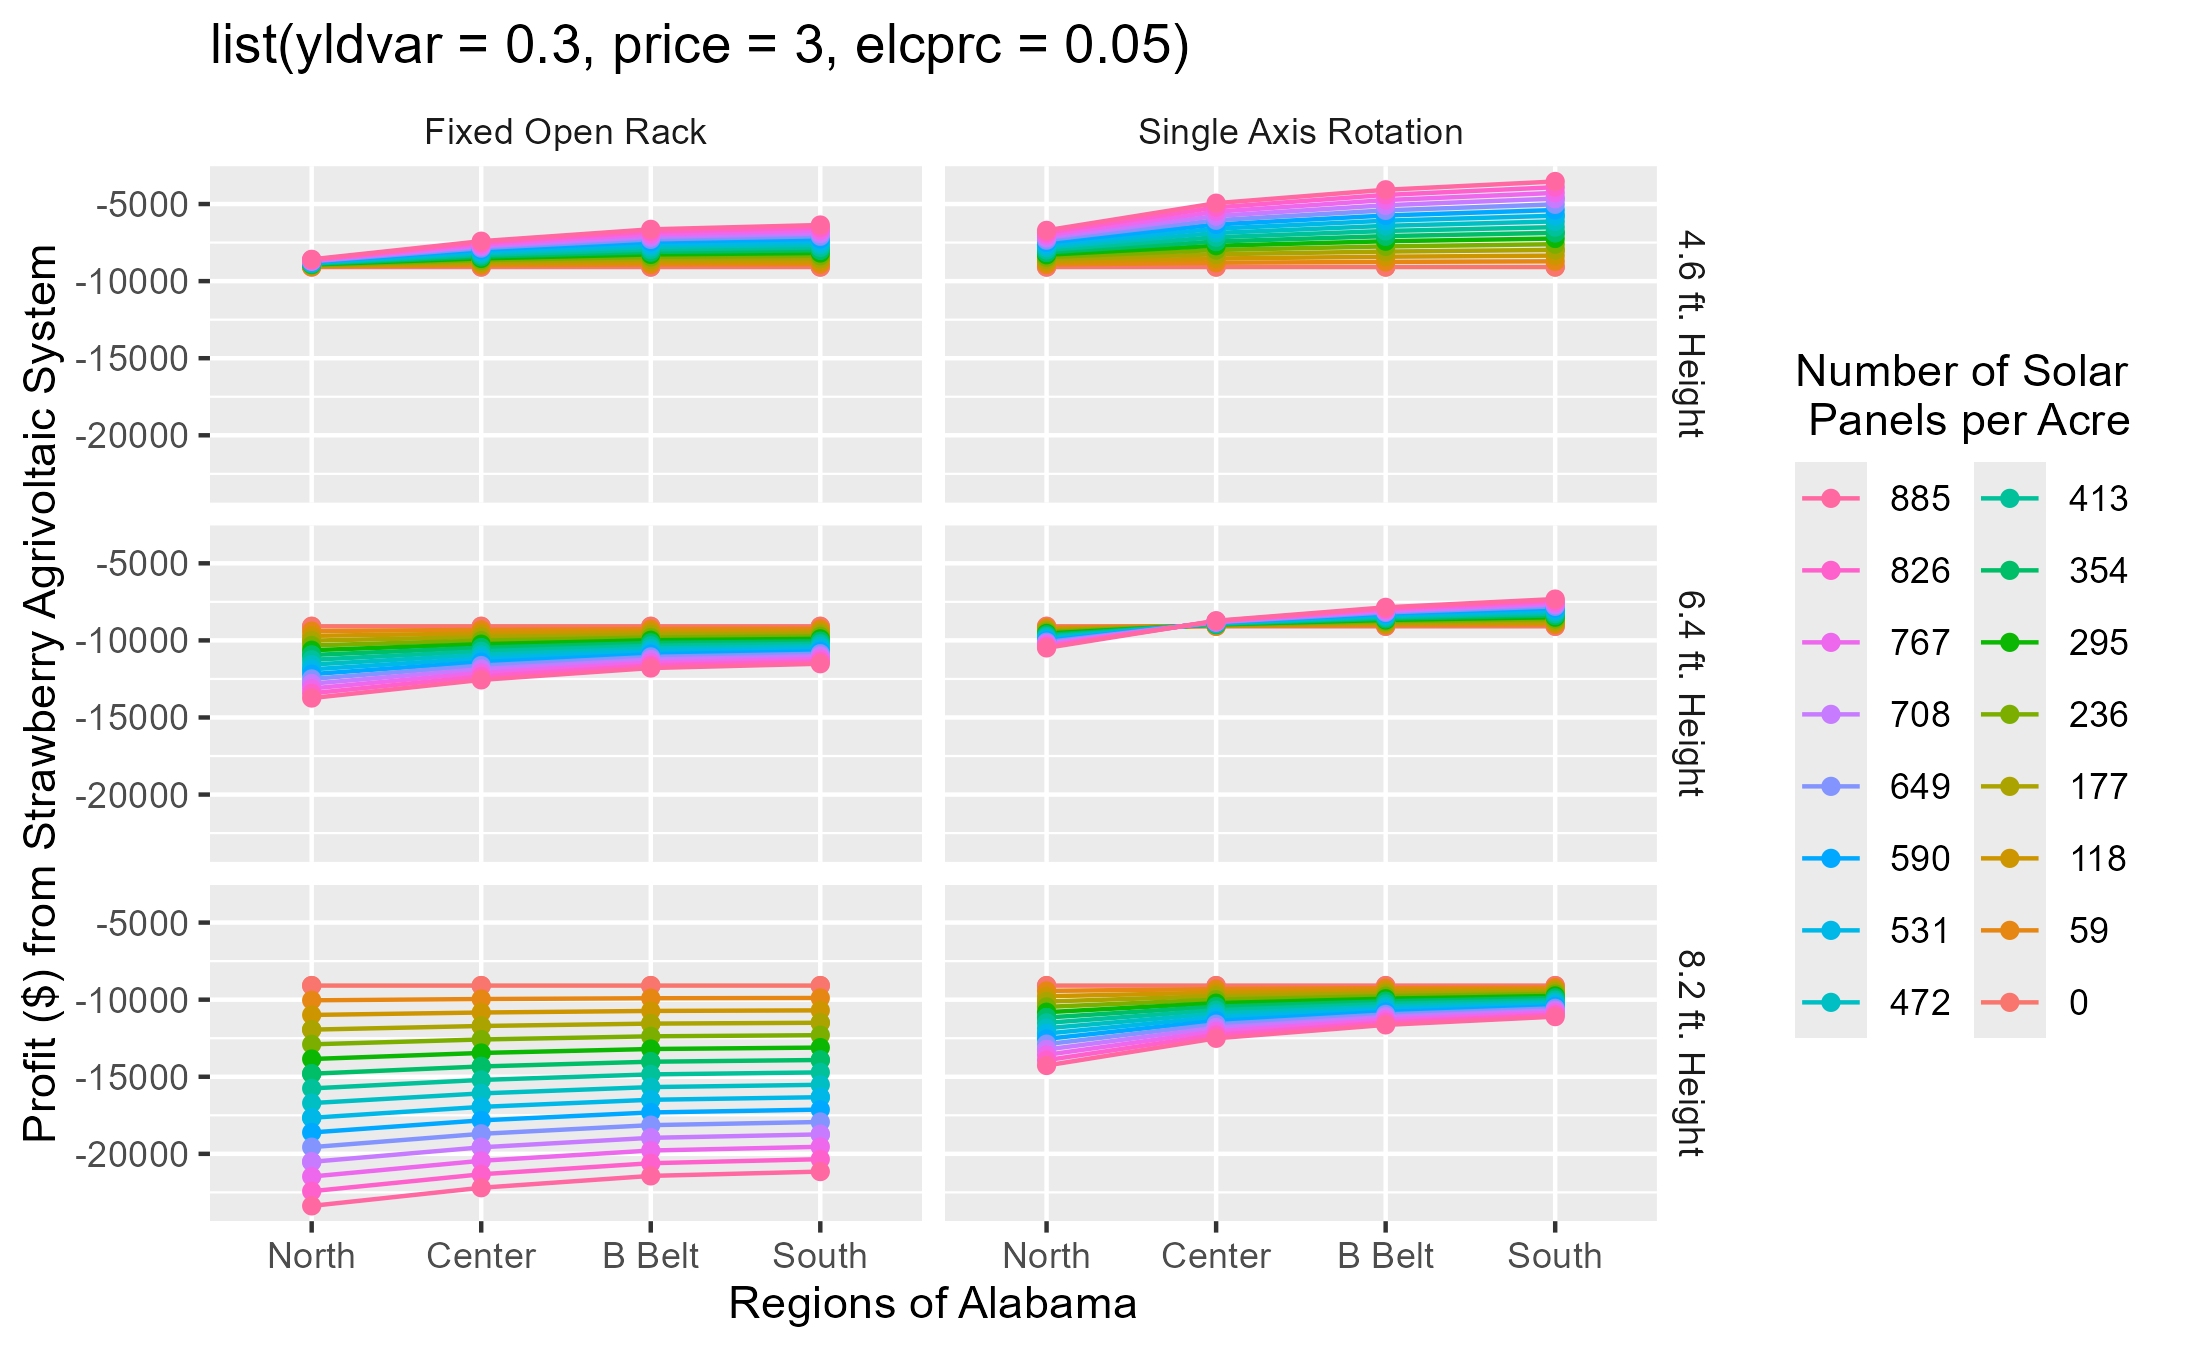 list(yldvar = 0.3, price = 3, elcprc = 0.05)
Fixed Open Rack
Single Axis Rotation
Profit ($) from Strawberry Agrivoltaic System
-5000
-10000
-15000
-20000
4.6 ft. Height
-5000
-10000
-15000
-20000
6.4 ft. Height
-5000
-10000
-15000
-20000
8.2 ft. Height
North Center B Belt South
North Center B Belt South
Regions of Alabama
Number of Solar
Panels per Acre
885
826
767
708
649
590
531
472
413
354
295
236
177
118
59
0